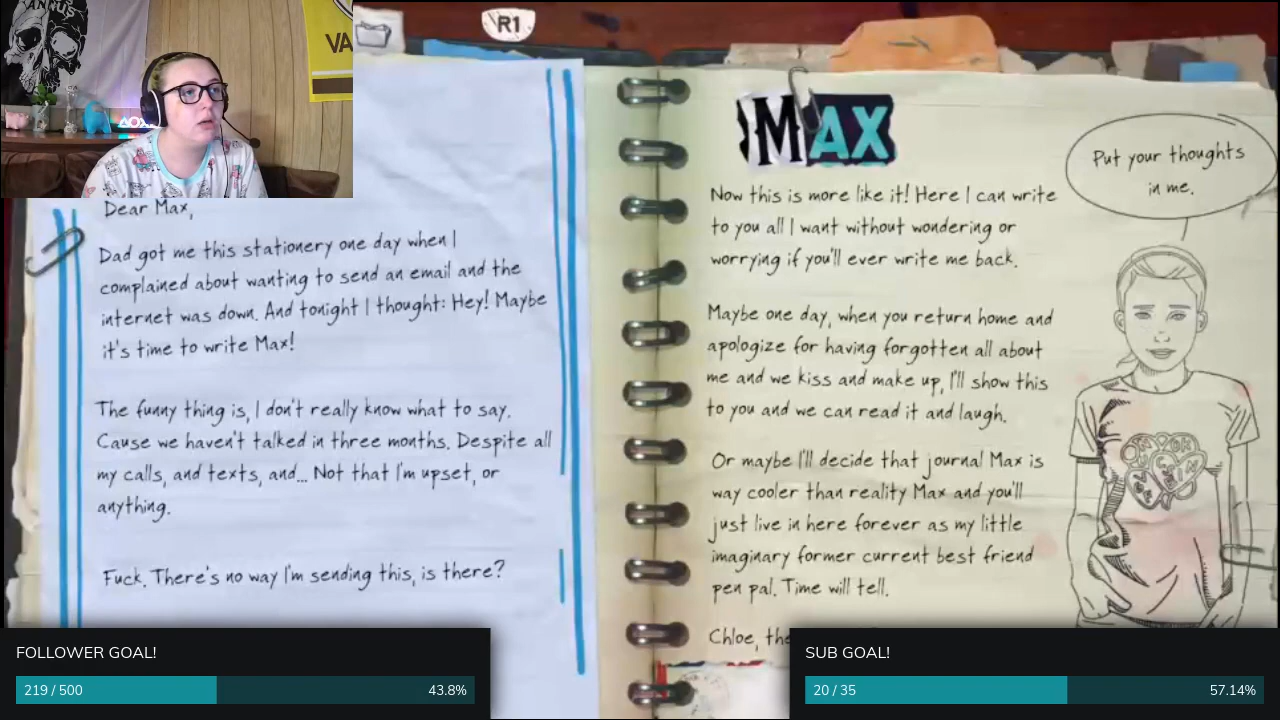 R1
VA
MAX
Put your thoughts
in me.
Dear Max,
Dad got me this stationery one day when I
complained about wanting to send an email and the
internet was down. And tonight I thought: Hey! Maybe
it's time to write Max!
The funny thing is, I don't really know what to say.
Cause we haven't talked in three months. Despite all
my calls, and texts, and... Not that I'm upset, or
anything.
Fuck. There's no way I'm sending this, is there?
Now this is more like it! Here I can write
to you all I want without wondering or
worrying if you'll ever write me back.
Maybe one day, when you return home and
apologize for having forgotten all about
me and we kiss and make up, I'll show this
to you and we can read it and laugh.
Or maybe I'll decide that journal Max is
way cooler than reality Max and you'll
just live in here forever as my little
imaginary former current best friend
pen pal. Time will tell.
Chloe, the
FOLLOWER GOAL!
219 / 500
43.8%
SUB GOAL!
20 / 35
57.14%